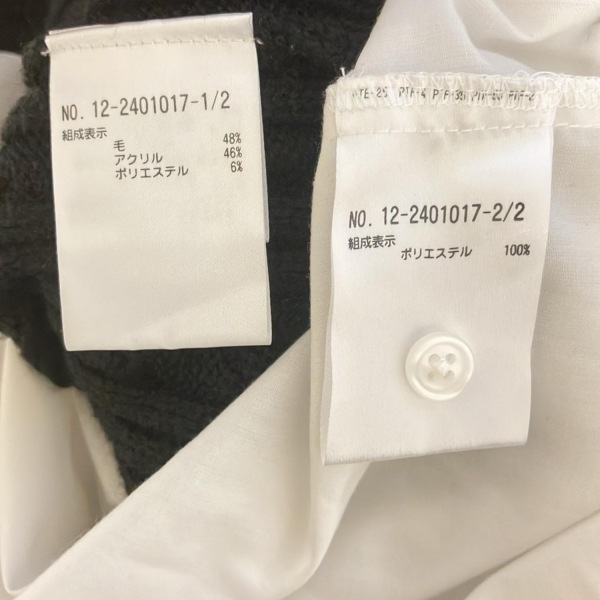 NO. 12-2401017-1/2
組成表示
毛 48%
アクリル 46%
ポリエステル 6%
NO. 12-2401017-2/2
組成表示
ポリエステル 100%